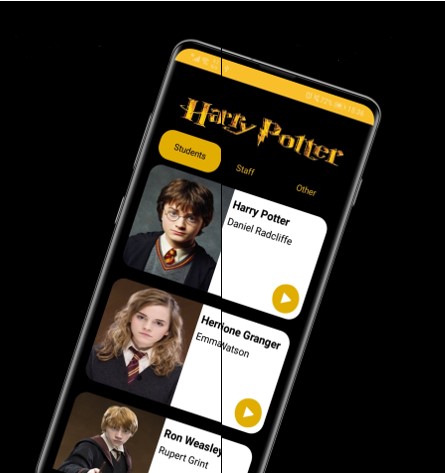 Harry Potter
Students
Staff
Other
Harry Potter
Daniel Radcliffe
Hermione Granger
Emma Watson
Ron Weasley
Rupert Grint